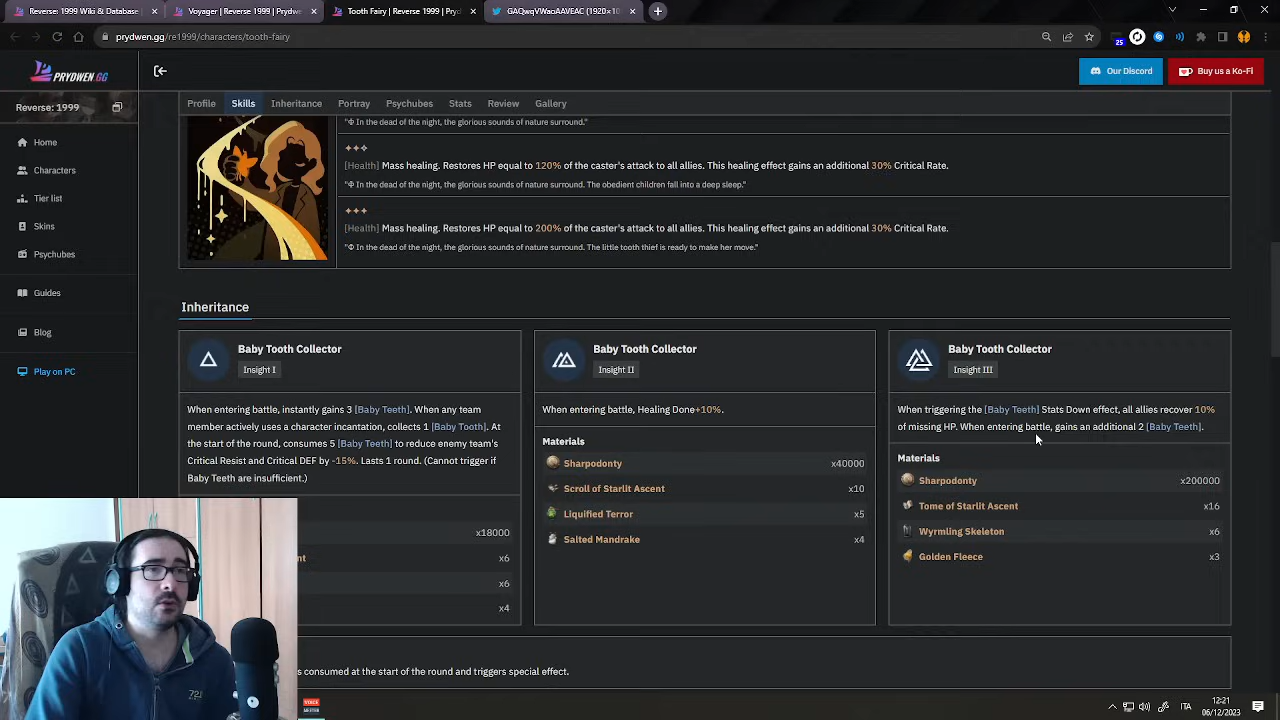 Reverse 1999 Wiki & Database
Voyager | Reverse 1999 | Prydwen
Tooth Fairy | Reverse 1999 | Pryd
GAQwqVWaoAAVEAC (1920×10
prydwen.gg/re1999/characters/tooth-fairy
25
PRYDWEN.GG
Our Discord
Buy us a Ko-Fi
Reverse: 1999
Home
Characters
Tier list
Skins
Psychubes
Guides
Blog
Play on PC
Profile
Skills
Inheritance
Portray
Psychubes
Stats
Review
Gallery
"Φ In the dead of the night, the glorious sounds of nature surround."
[Health] Mass healing. Restores HP equal to 120% of the caster's attack to all allies. This healing effect gains an additional 30% Critical Rate.
"Φ In the dead of the night, the glorious sounds of nature surround. The obedient children fall into a deep sleep."
[Health] Mass healing. Restores HP equal to 200% of the caster's attack to all allies. This healing effect gains an additional 30% Critical Rate.
"Φ In the dead of the night, the glorious sounds of nature surround. The little tooth thief is ready to make her move."
Inheritance
Baby Tooth Collector
Insight I
When entering battle, instantly gains 3 [Baby Teeth]. When any team
member actively uses a character incantation, collects 1 [Baby Tooth]. At
the start of the round, consumes 5 [Baby Teeth] to reduce enemy team's
Critical Resist and Critical DEF by -15%. Lasts 1 round. (Cannot trigger if
Baby Teeth are insufficient.)
x18000
nt
x6
x6
x4
Baby Tooth Collector
Insight II
When entering battle, Healing Done+10%.
Materials
Sharpodonty x40000
Scroll of Starlit Ascent x10
Liquified Terror x5
Salted Mandrake x4
Baby Tooth Collector
Insight III
When triggering the [Baby Teeth] Stats Down effect, all allies recover 10%
of missing HP. When entering battle, gains an additional 2 [Baby Teeth].
Materials
Sharpodonty x200000
Tome of Starlit Ascent x16
Wyrmling Skeleton x6
Golden Fleece x3
s consumed at the start of the round and triggers special effect.
VOICE
MEETER
12:21
06/12/2023